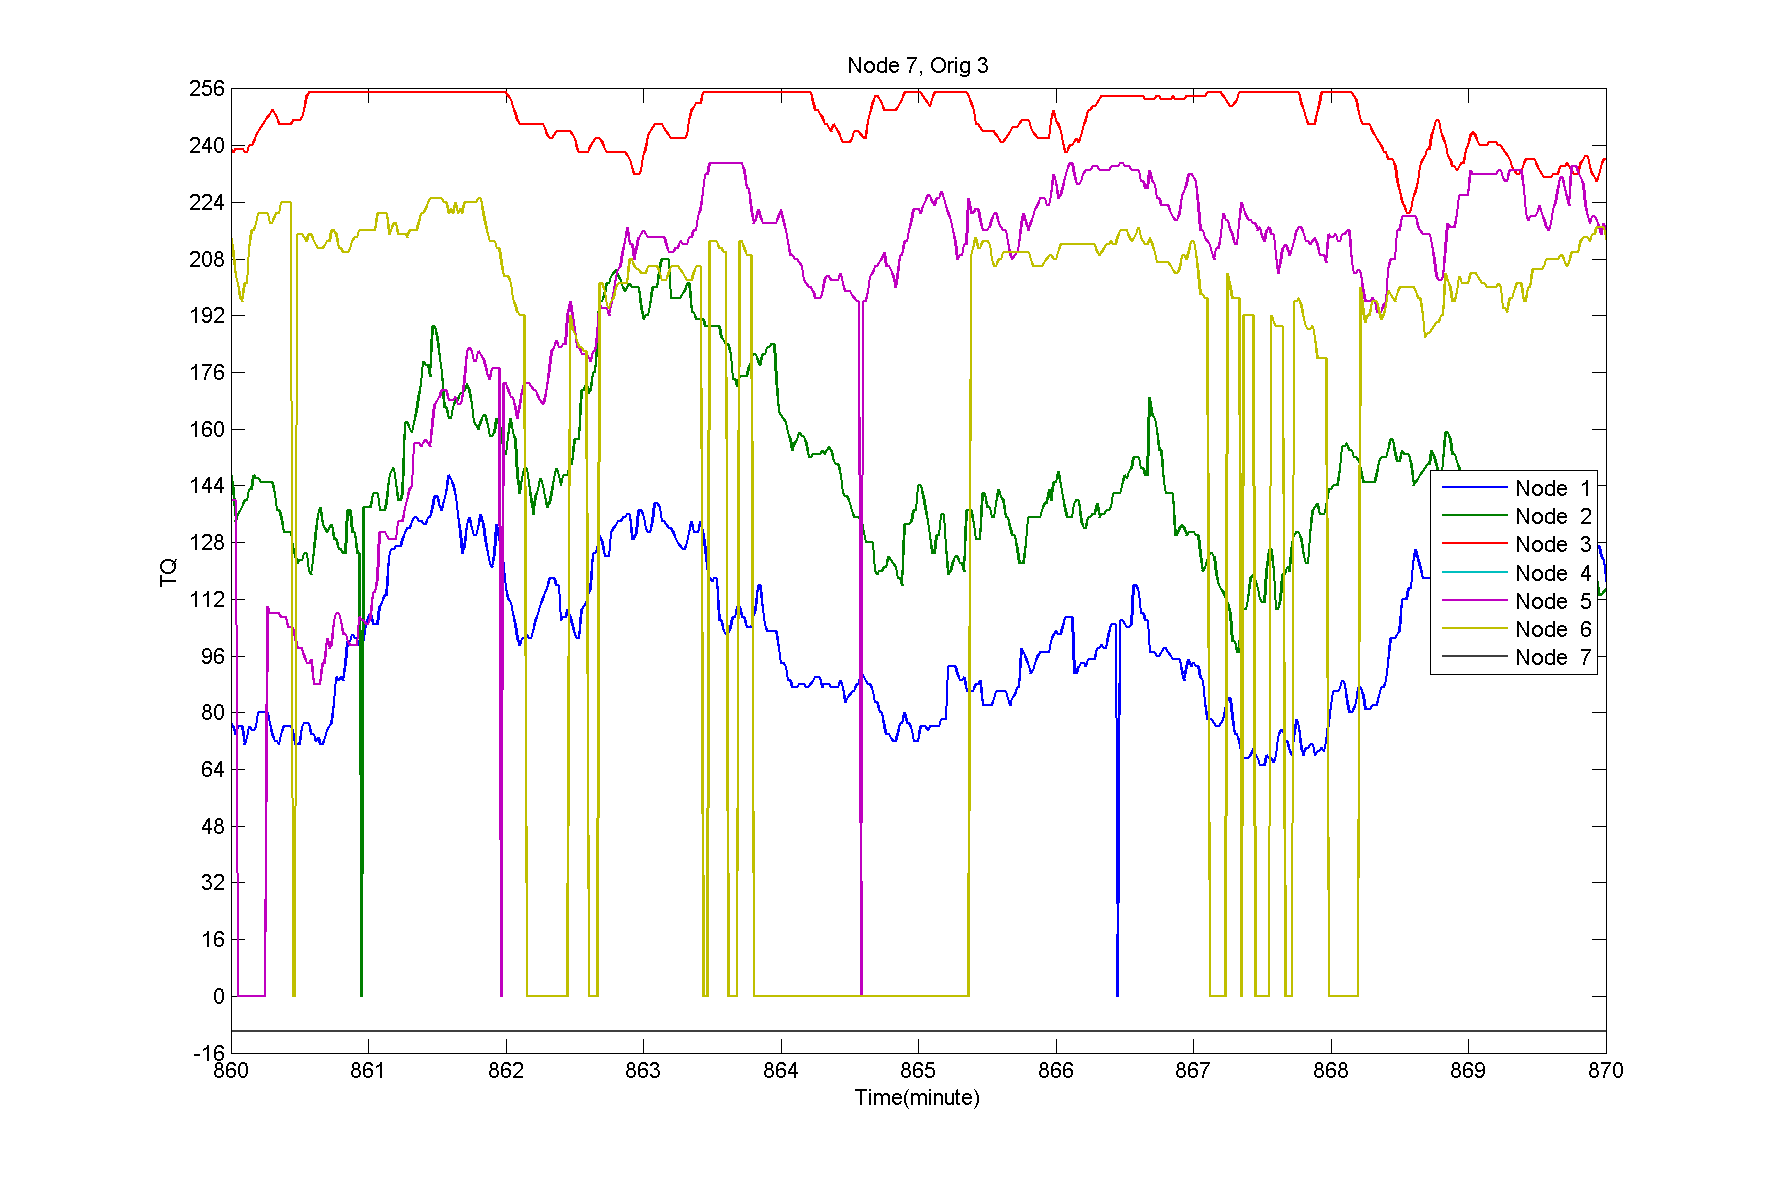 Node 7, Orig 3
256
240
224
208
192
176
160
144
128
112
96
80
64
48
32
16
0
-16
TQ
Node 1
Node 2
Node 3
Node 4
Node 5
Node 6
Node 7
860 861 862 863 864 865 866 867 868 869 870
Time(minute)